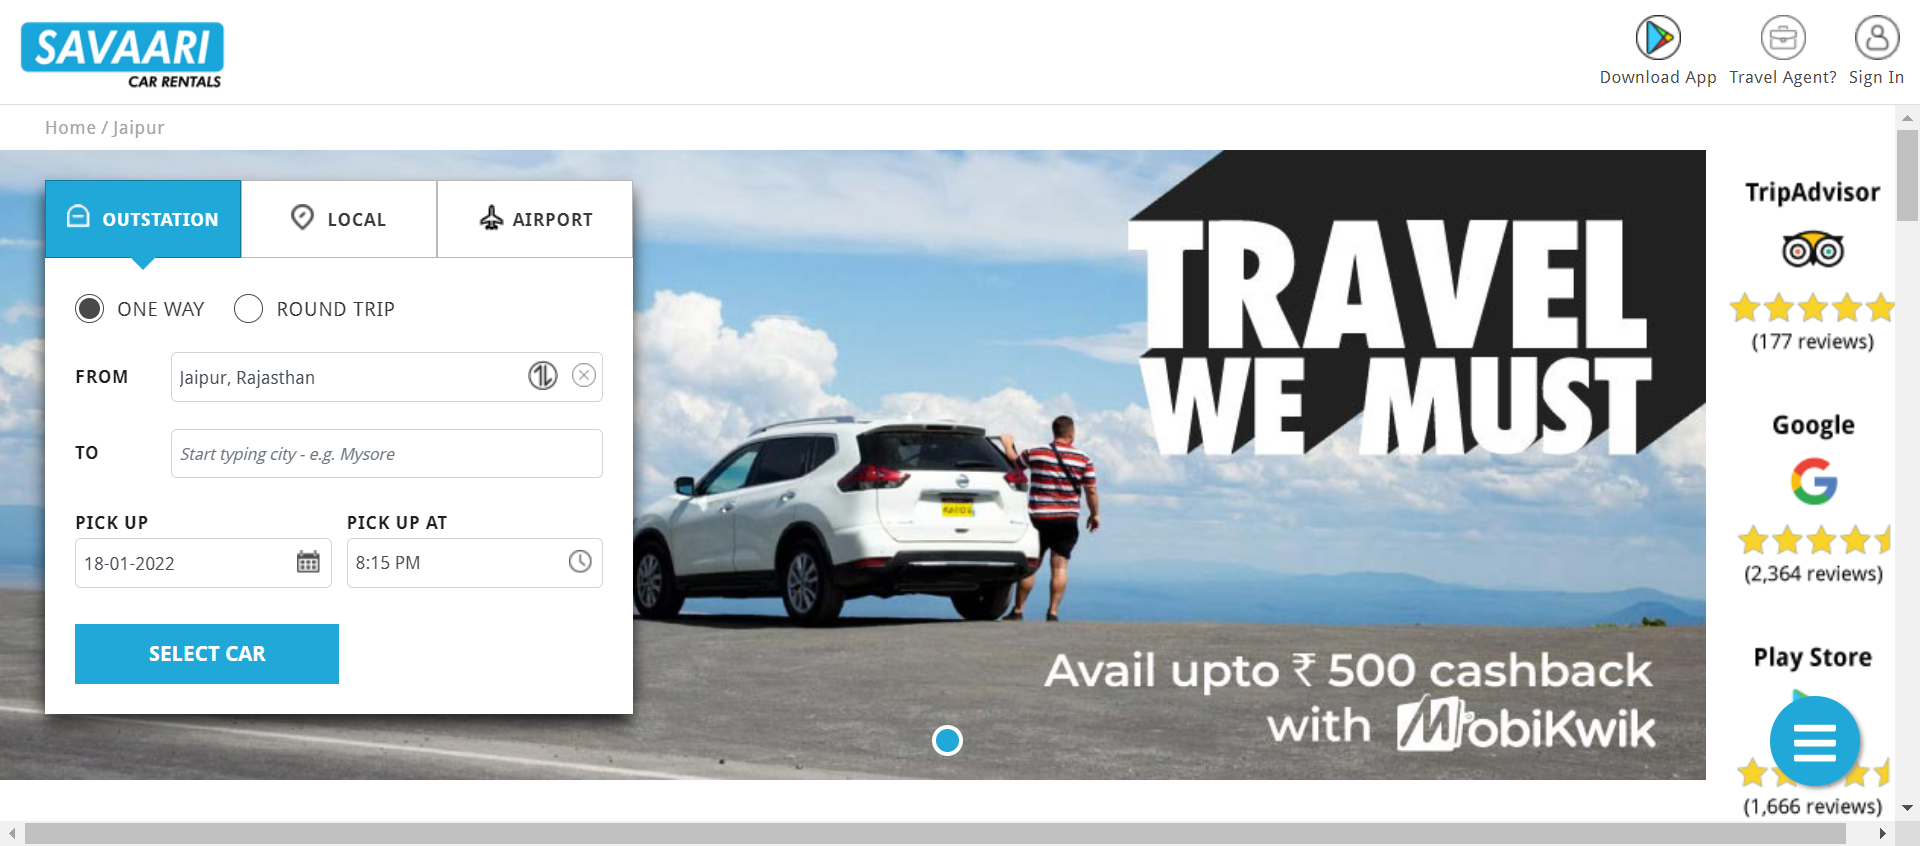 SAVAARI
CAR RENTALS
Download App
Travel Agent?
Sign In
Home / Jaipur
OUTSTATION
LOCAL
AIRPORT
ONE WAY
ROUND TRIP
FROM
Jaipur, Rajasthan
TO
Start typing city - e.g. Mysore
PICK UP
PICK UP AT
18-01-2022
8:15 PM
SELECT CAR
TRAVEL
WE MUST
Avail upto ₹ 500 cashback
with MobiKwik
TripAdvisor
(177 reviews)
Google
(2,364 reviews)
Play Store
(1,666 reviews)